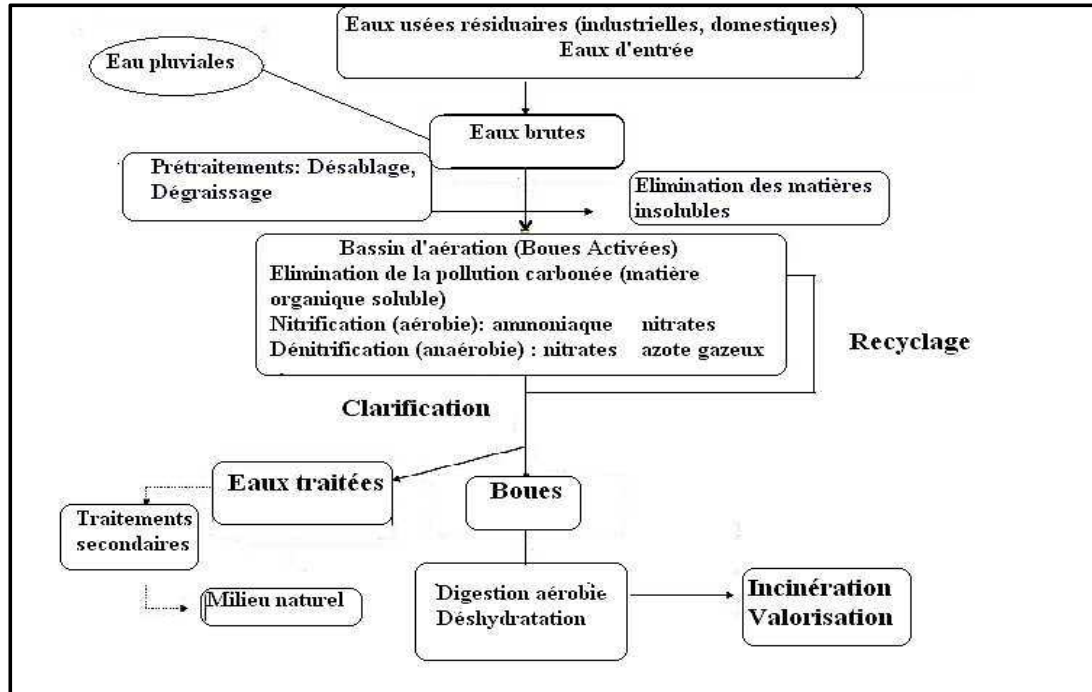 Eaux usées résiduaires (industrielles, domestiques)
Eaux d'entrée
Eau pluviales
Eaux brutes
Prétraitements: Désablage,
Dégraissage
Elimination des matières
insolubles
Bassin d'aération (Boues Activées)
Elimination de la pollution carbonée (matière
organique soluble)
Nitrification (aérobie): ammoniaque nitrates
Dénitrification (anaérobie) : nitrates azote gazeux
Recyclage
Clarification
Eaux traitées
Boues
Traitements
secondaires
Milieu naturel
Digestion aérobie
Déshydratation
Incinération
Valorisation